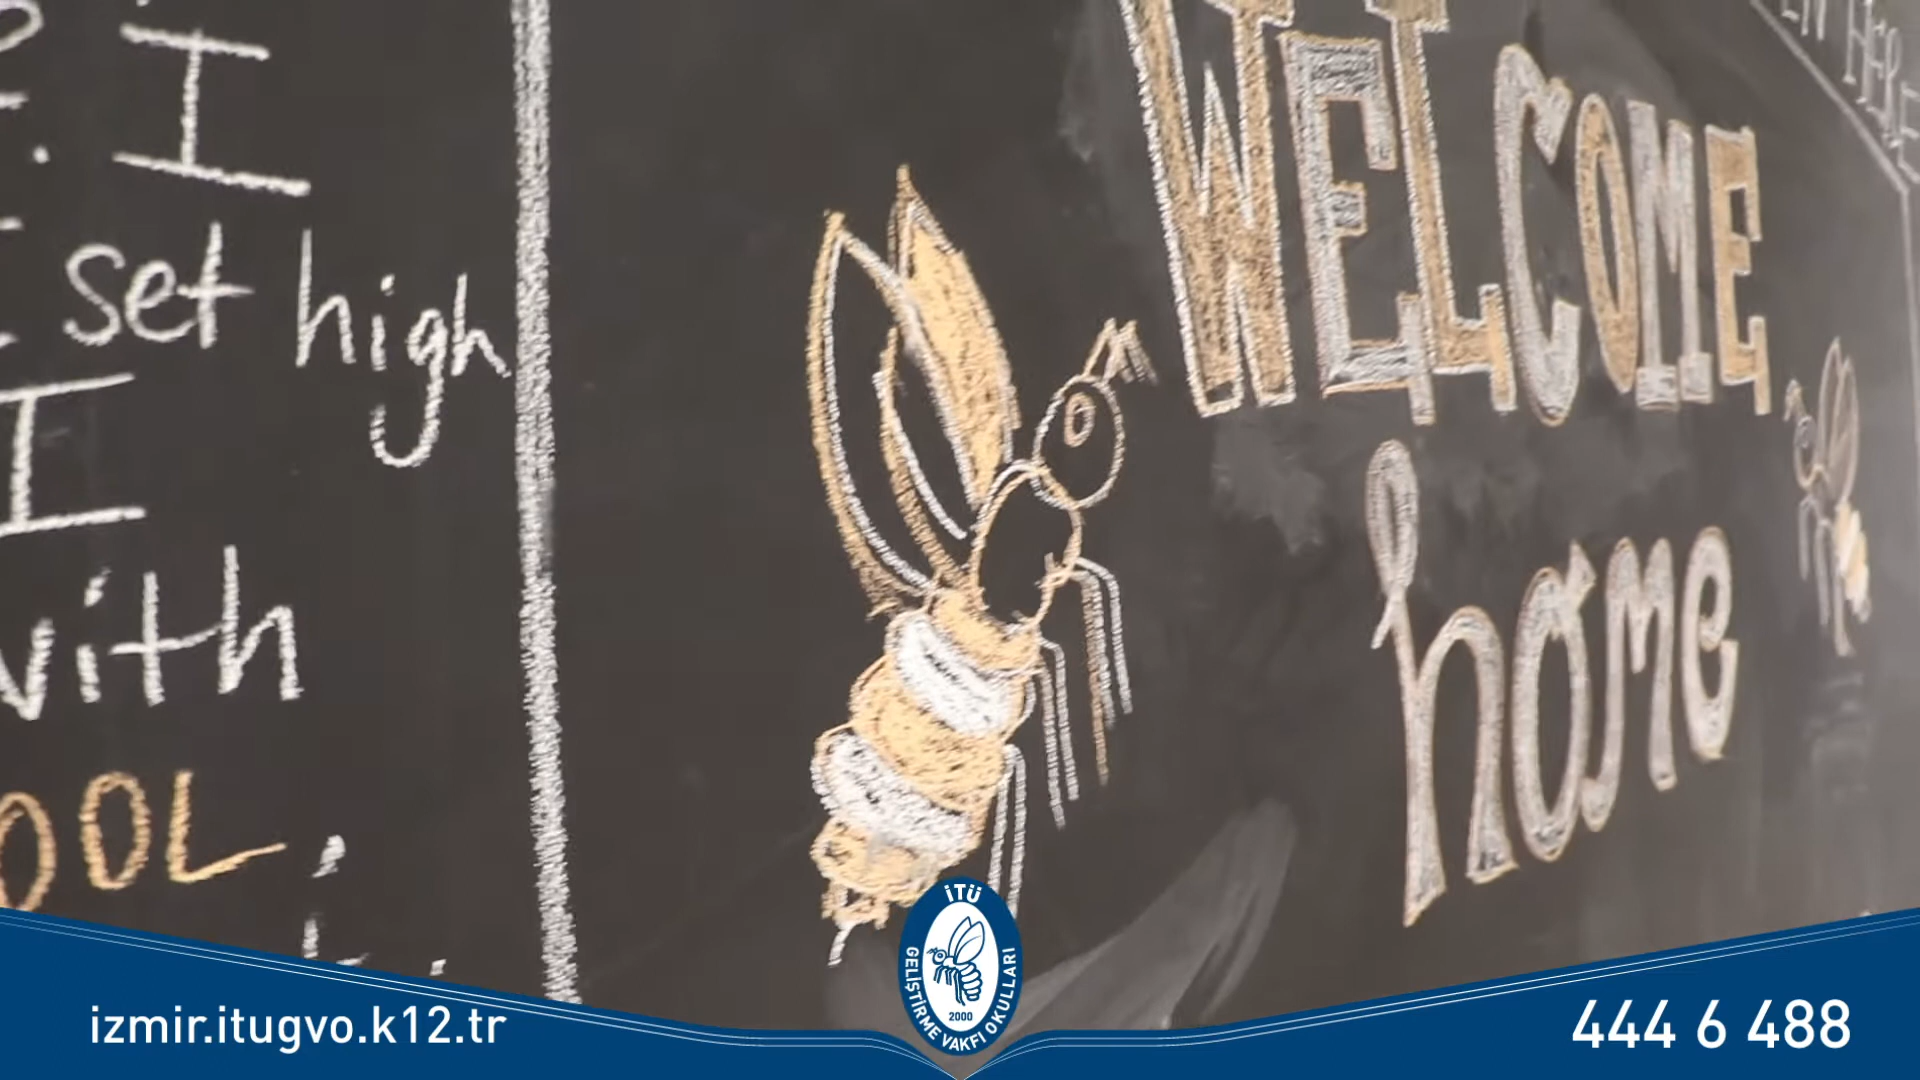 I
set high
I
with
OOL,
WELCOME
home
izmir.itugvo.k12.tr
İTÜ
GELİŞTİRME VAKFI OKULLARI
2000
444 6 488